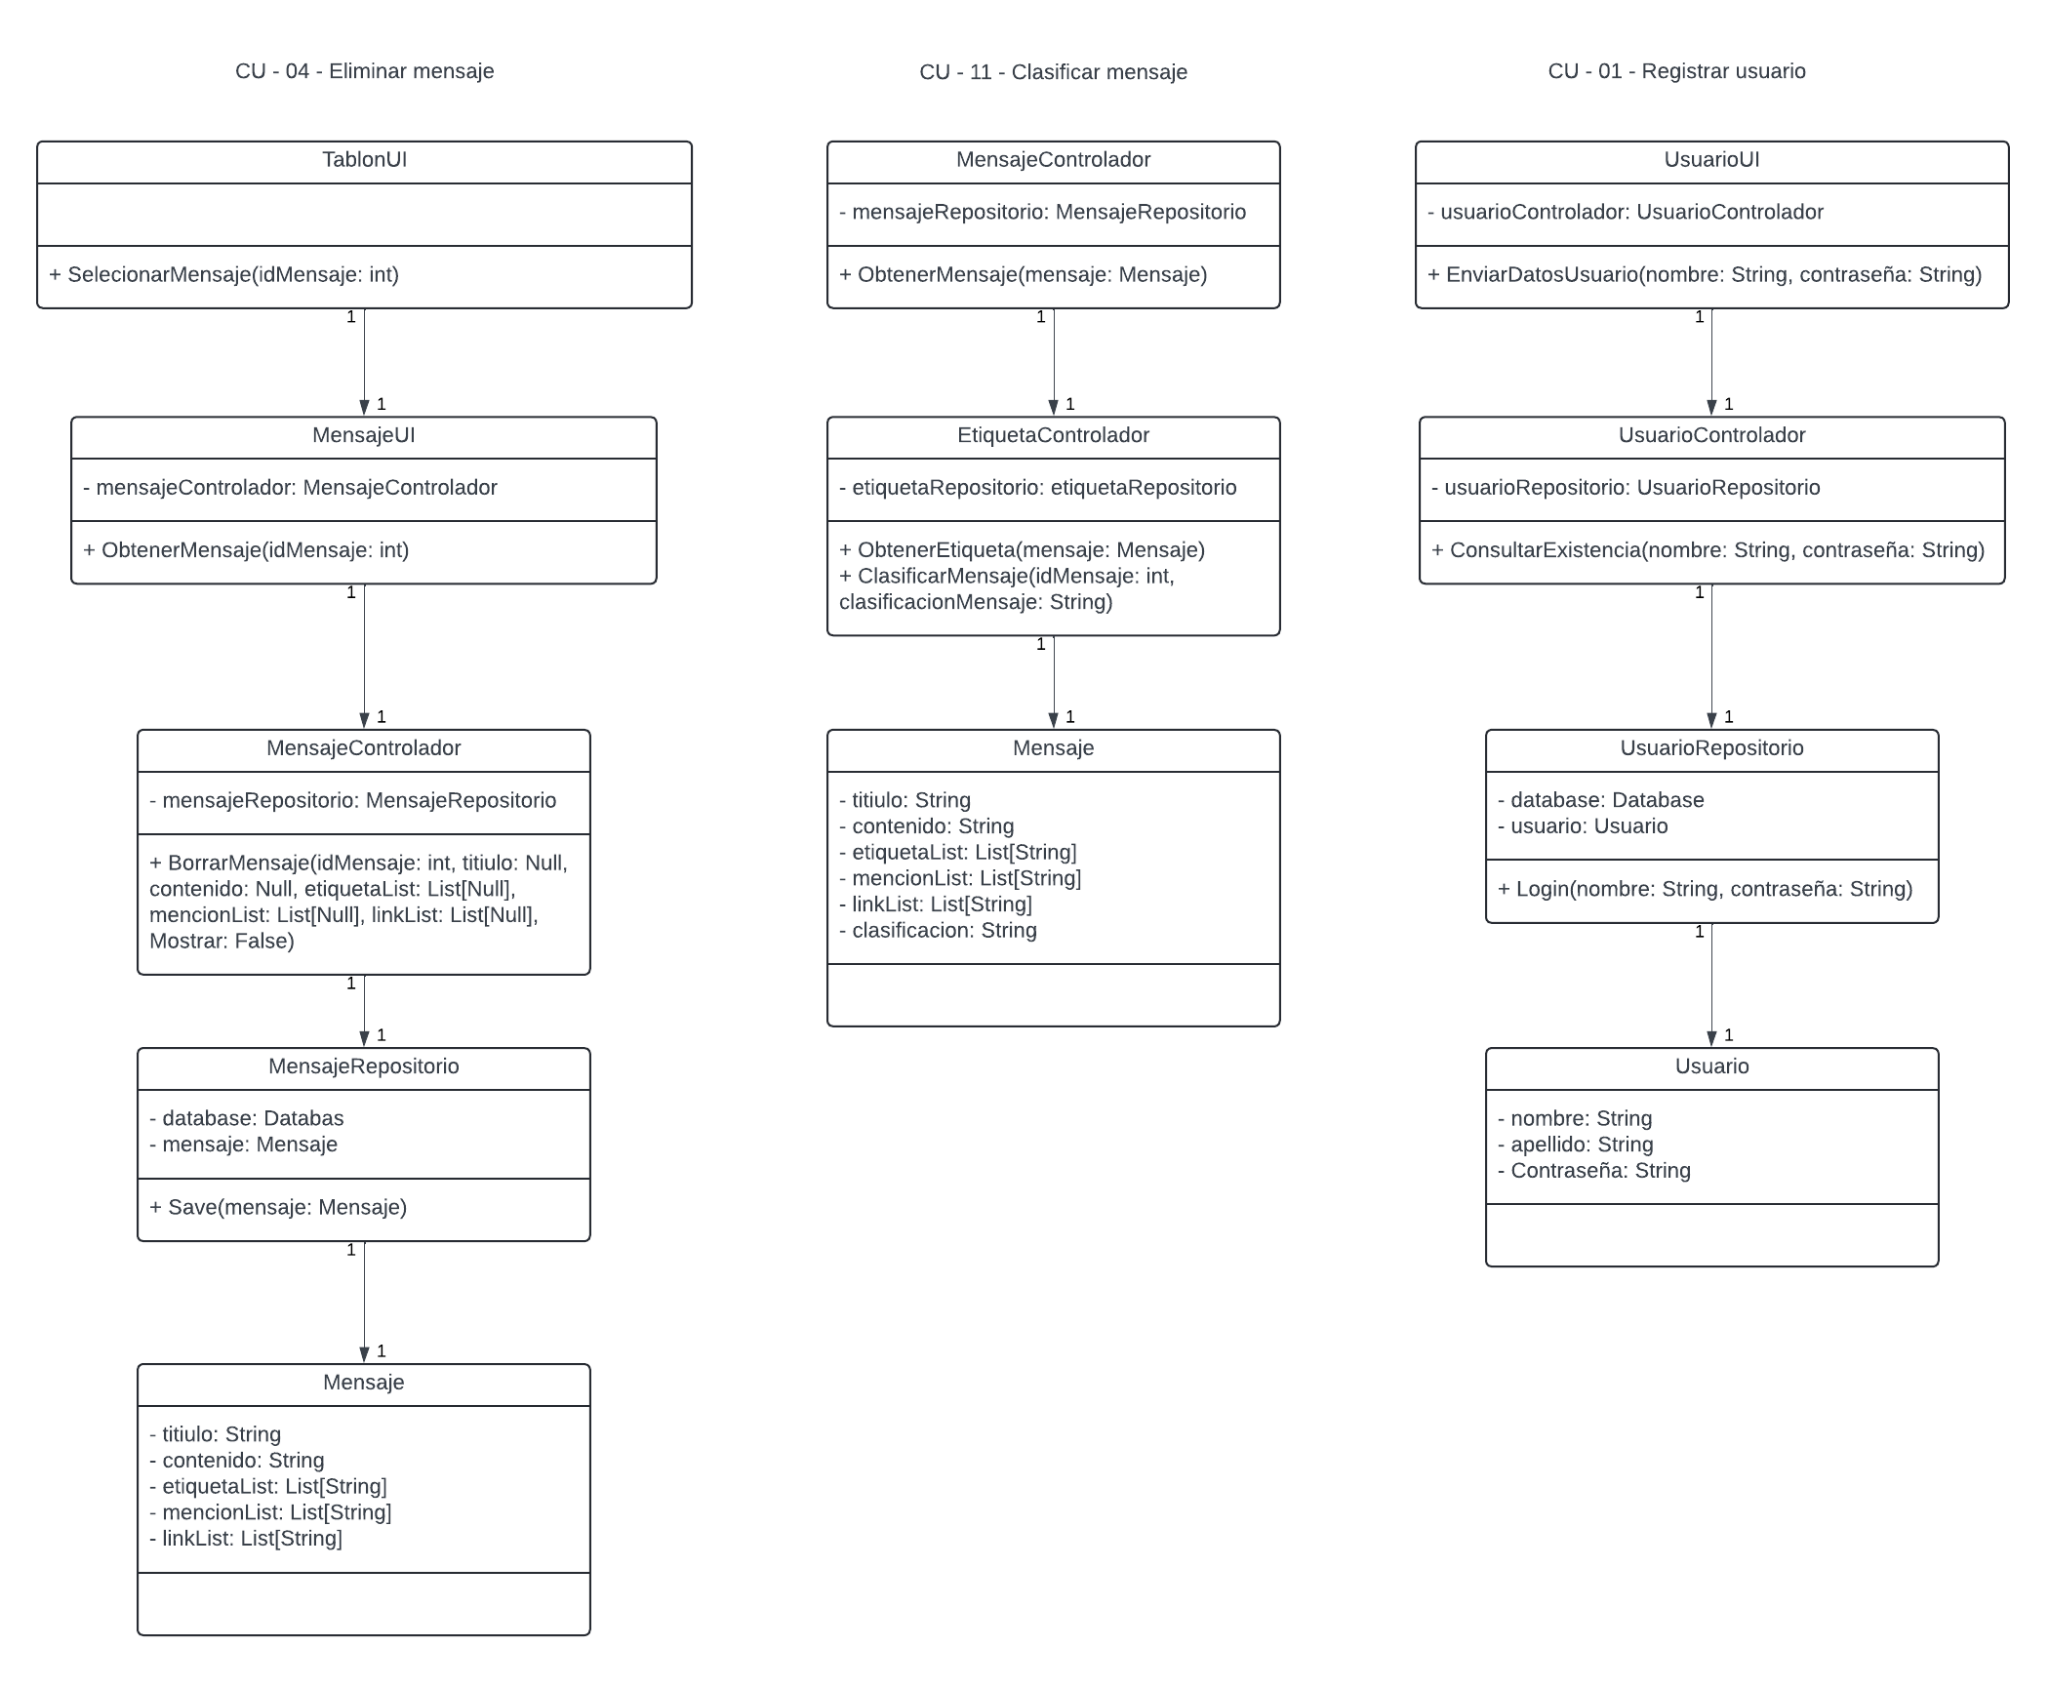 CU - 04 - Eliminar mensaje
TablonUI
+ SelecionarMensaje(idMensaje: int)
1
1
MensajeUI
- mensajeControlador: MensajeControlador
+ ObtenerMensaje(idMensaje: int)
1
1
MensajeControlador
- mensajeRepositorio: MensajeRepositorio
+ BorrarMensaje(idMensaje: int, titiulo: Null,
contenido: Null, etiquetaList: List[Null],
mencionList: List[Null], linkList: List[Null],
Mostrar: False)
1
1
MensajeRepositorio
- database: Databas
- mensaje: Mensaje
+ Save(mensaje: Mensaje)
1
1
Mensaje
- titiulo: String
- contenido: String
- etiquetaList: List[String]
- mencionList: List[String]
- linkList: List[String]
CU - 11 - Clasificar mensaje
MensajeControlador
- mensajeRepositorio: MensajeRepositorio
+ ObtenerMensaje(mensaje: Mensaje)
1
1
EtiquetaControlador
- etiquetaRepositorio: etiquetaRepositorio
+ ObtenerEtiqueta(mensaje: Mensaje)
+ ClasificarMensaje(idMensaje: int,
clasificacionMensaje: String)
1
1
Mensaje
- titiulo: String
- contenido: String
- etiquetaList: List[String]
- mencionList: List[String]
- linkList: List[String]
- clasificacion: String
CU - 01 - Registrar usuario
UsuarioUI
- usuarioControlador: UsuarioControlador
+ EnviarDatosUsuario(nombre: String, contraseña: String)
1
1
UsuarioControlador
- usuarioRepositorio: UsuarioRepositorio
+ ConsultarExistencia(nombre: String, contraseña: String)
1
1
UsuarioRepositorio
- database: Database
- usuario: Usuario
+ Login(nombre: String, contraseña: String)
1
1
Usuario
- nombre: String
- apellido: String
- Contraseña: String